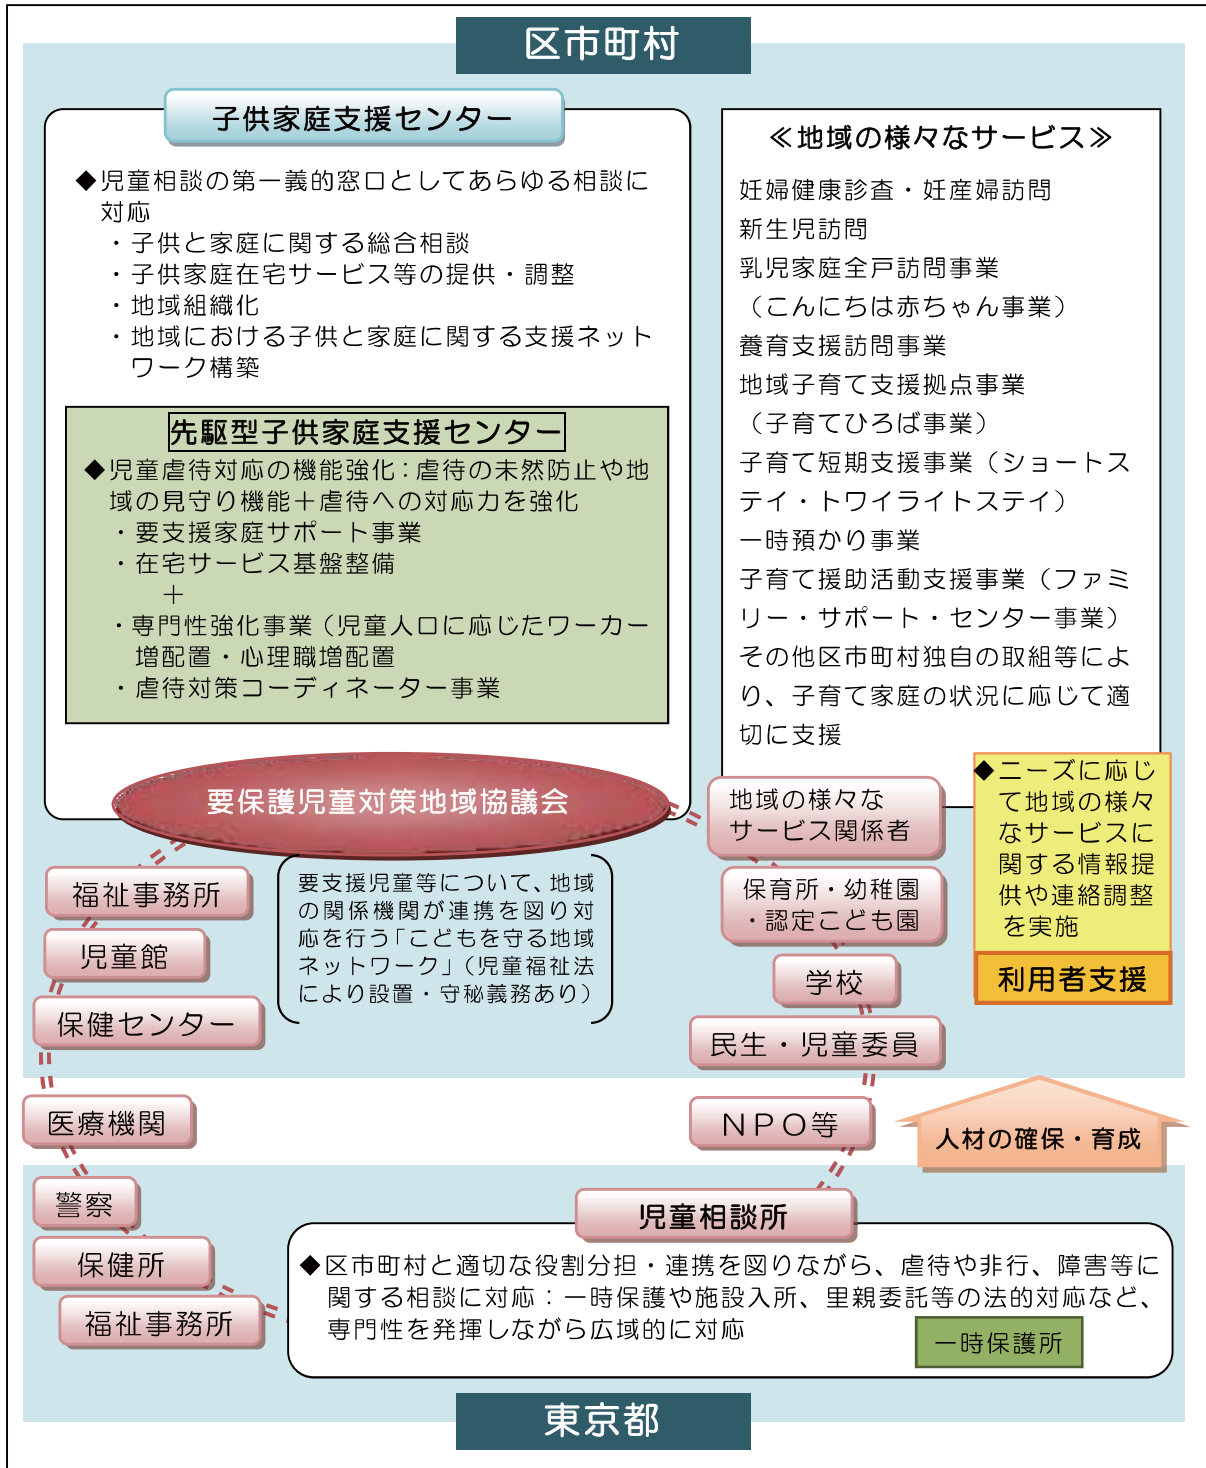 区市町村
子供家庭支援センター
◆児童相談の第一義的窓口としてあらゆる相談に
対応
・子供と家庭に関する総合相談
・子供家庭在宅サービス等の提供・調整
・地域組織化
・地域における子供と家庭に関する支援ネット
ワーク構築
先駆型子供家庭支援センター
◆児童虐待対応の機能強化：虐待の未然防止や地
域の見守り機能＋虐待への対応力を強化
・要支援家庭サポート事業
・在宅サービス基盤整備
＋
・専門性強化事業（児童人口に応じたワーカー
増配置・心理職増配置
・虐待対策コーディネーター事業
≪地域の様々なサービス≫
妊婦健康診査・妊産婦訪問
新生児訪問
乳児家庭全戸訪問事業
（こんにちは赤ちゃん事業）
養育支援訪問事業
地域子育て支援拠点事業
（子育てひろば事業）
子育て短期支援事業（ショートス
テイ・トワイライトステイ）
一時預かり事業
子育て援助活動支援事業（ファミ
リー・サポート・センター事業）
その他区市町村独自の取組等によ
り、子育て家庭の状況に応じて適
切に支援
◆ニーズに応じ
て地域の様々
なサービスに
関する情報提
供や連絡調整
を実施
利用者支援
要保護児童対策地域協議会
要支援児童等について、地域
の関係機関が連携を図り対
応を行う「こどもを守る地域
ネットワーク」（児童福祉法
により設置・守秘義務あり）
地域の様々な
サービス関係者
保育所・幼稚園
・認定こども園
学校
民生・児童委員
ＮＰＯ等
福祉事務所
児童館
保健センター
医療機関
警察
保健所
福祉事務所
人材の確保・育成
児童相談所
◆区市町村と適切な役割分担・連携を図りながら、虐待や非行、障害等に
関する相談に対応：一時保護や施設入所、里親委託等の法的対応など、
専門性を発揮しながら広域的に対応
一時保護所
東京都